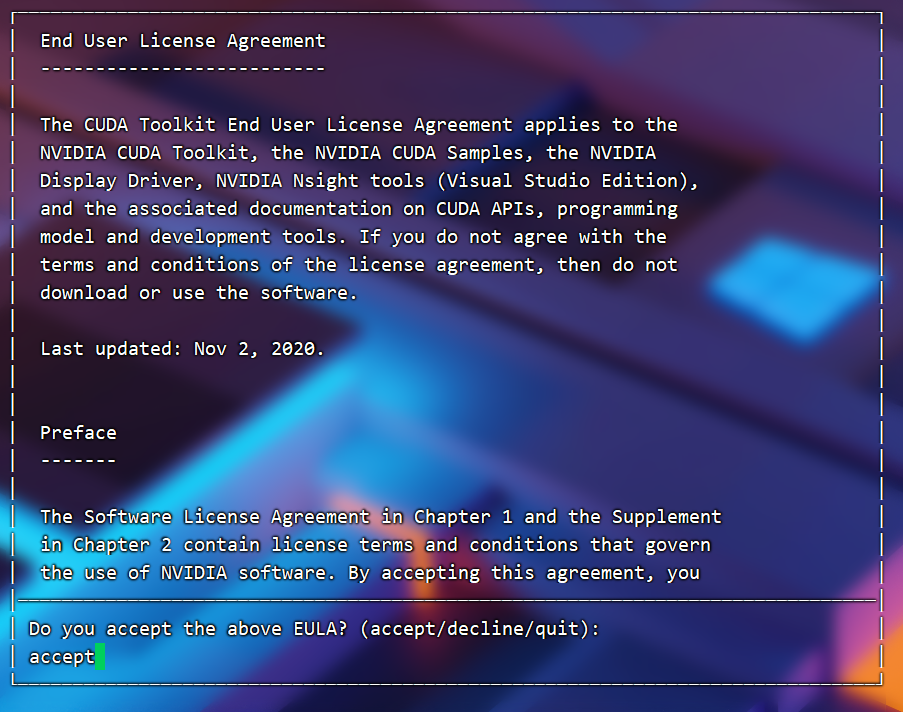 End User License Agreement
--------------------------
The CUDA Toolkit End User License Agreement applies to the
NVIDIA CUDA Toolkit, the NVIDIA CUDA Samples, the NVIDIA
Display Driver, NVIDIA Nsight tools (Visual Studio Edition),
and the associated documentation on CUDA APIs, programming
model and development tools. If you do not agree with the
terms and conditions of the license agreement, then do not
download or use the software.
Last updated: Nov 2, 2020.
Preface
-------
The Software License Agreement in Chapter 1 and the Supplement
in Chapter 2 contain license terms and conditions that govern
the use of NVIDIA software. By accepting this agreement, you
Do you accept the above EULA? (accept/decline/quit):
accept